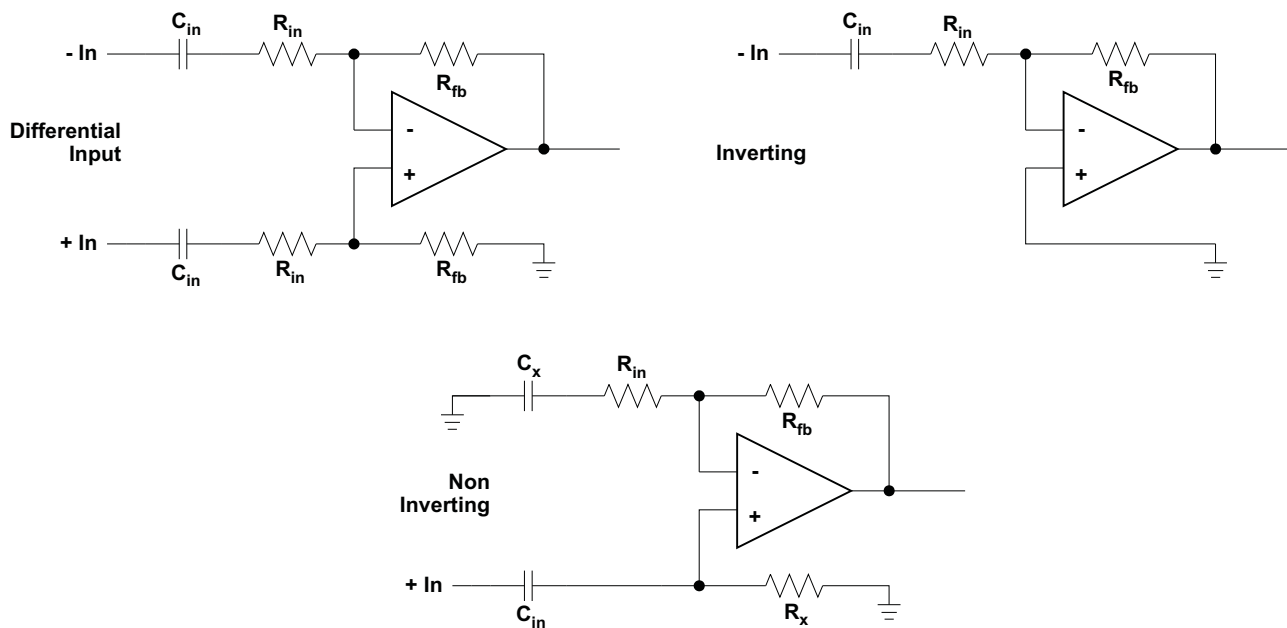 C_in
R_in
- In
R_fb
Differential
Input
-
+
+ In
C_in
R_in
R_fb
C_in
R_in
- In
R_fb
Inverting
-
+
C_x
R_in
R_fb
Non
Inverting
-
+
+ In
C_in
R_x